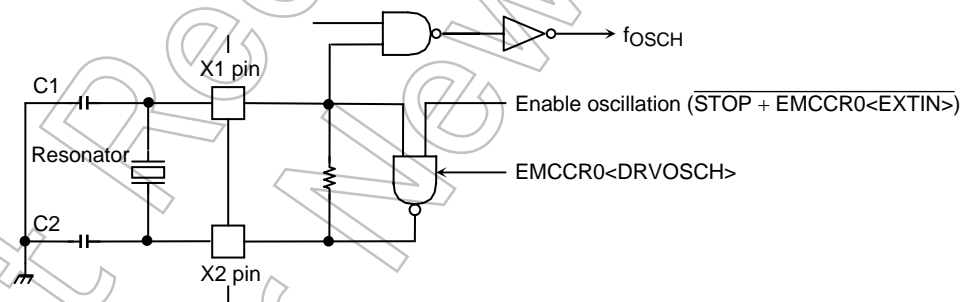 fOSCH
X1 pin
C1
Enable oscillation (STOP + EMCCR0<EXTIN>)
Resonator
EMCCR0<DRVOSCH>
C2
X2 pin